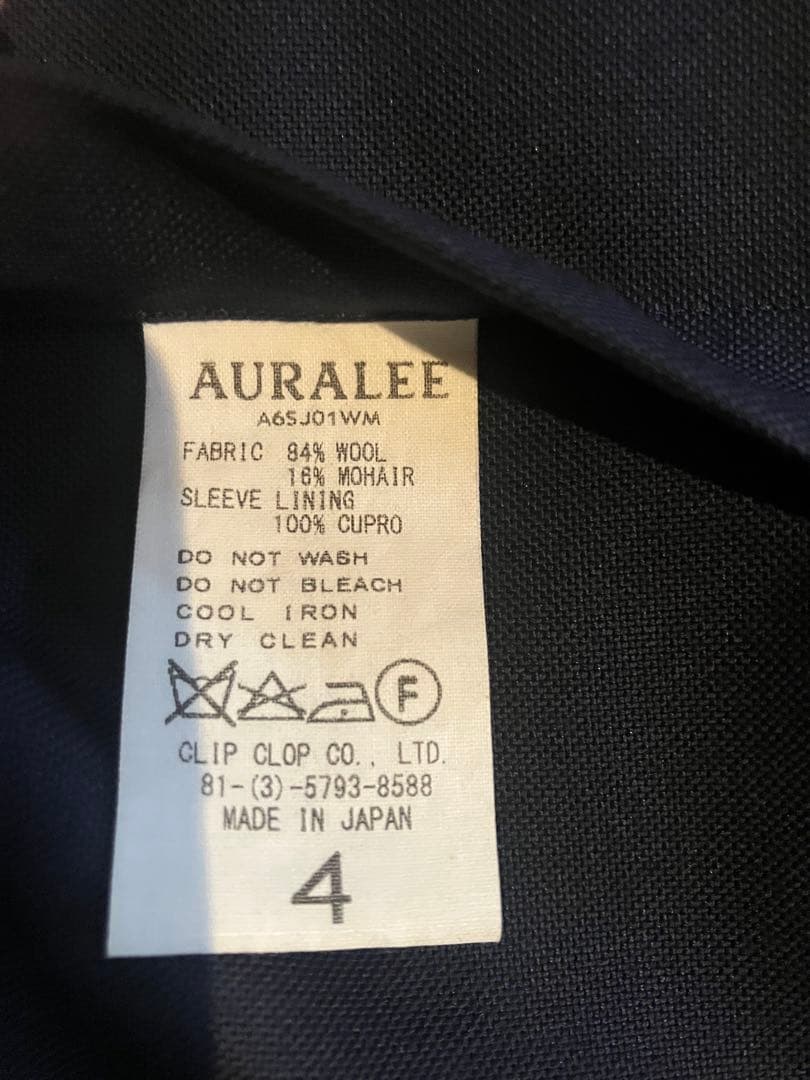 AURALEE
A6SJ01WM
FABRIC 84% WOOL
16% MOHAIR
SLEEVE LINING
100% CUPRO
DO NOT WASH
DO NOT BLEACH
COOL IRON
DRY CLEAN
F
CLIP CLOP CO., LTD.
81-(3)-5793-8588
MADE IN JAPAN
4